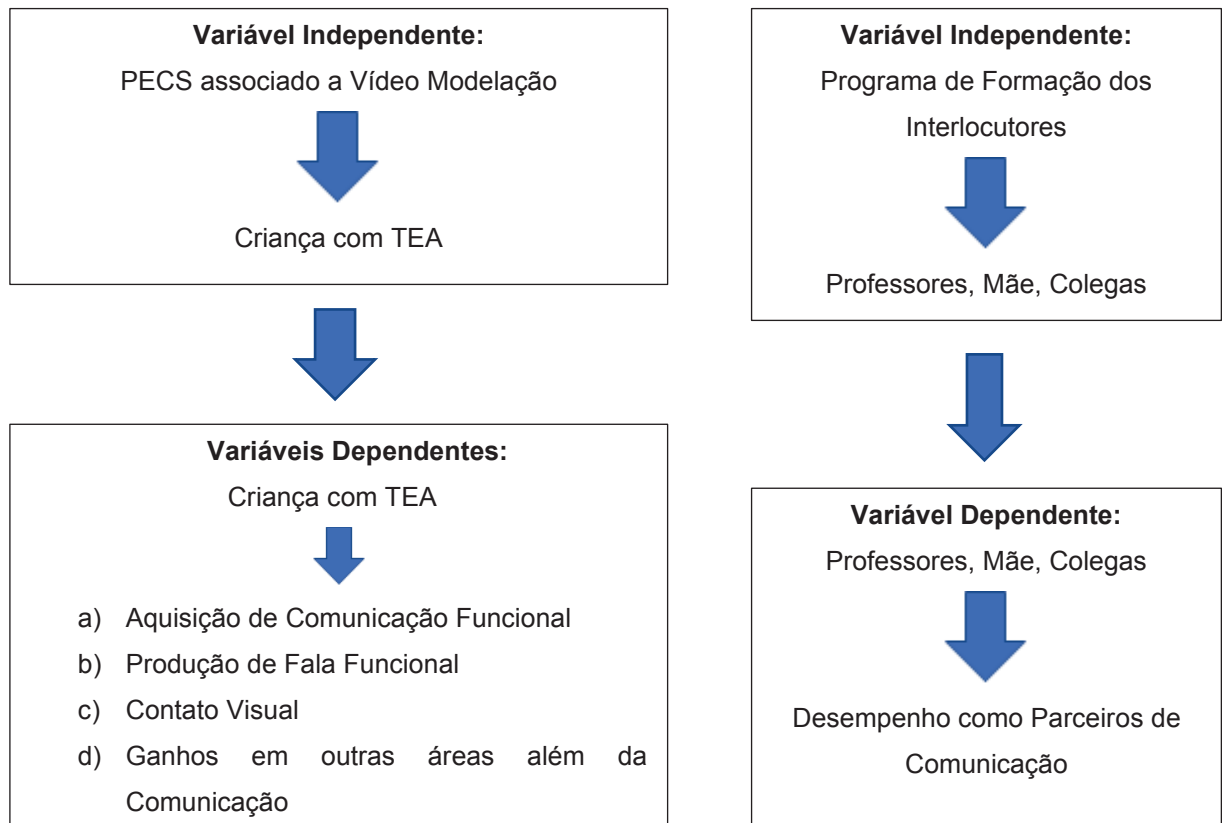 Variável Independente:
PECS associado a Vídeo Modelação
Criança com TEA
Variáveis Dependentes:
Criança com TEA
a) Aquisição de Comunicação Funcional
b) Produção de Fala Funcional
c) Contato Visual
d) Ganhos em outras áreas além da
Comunicação
Variável Independente:
Programa de Formação dos
Interlocutores
Professores, Mãe, Colegas
Variável Dependente:
Professores, Mãe, Colegas
Desempenho como Parceiros de
Comunicação